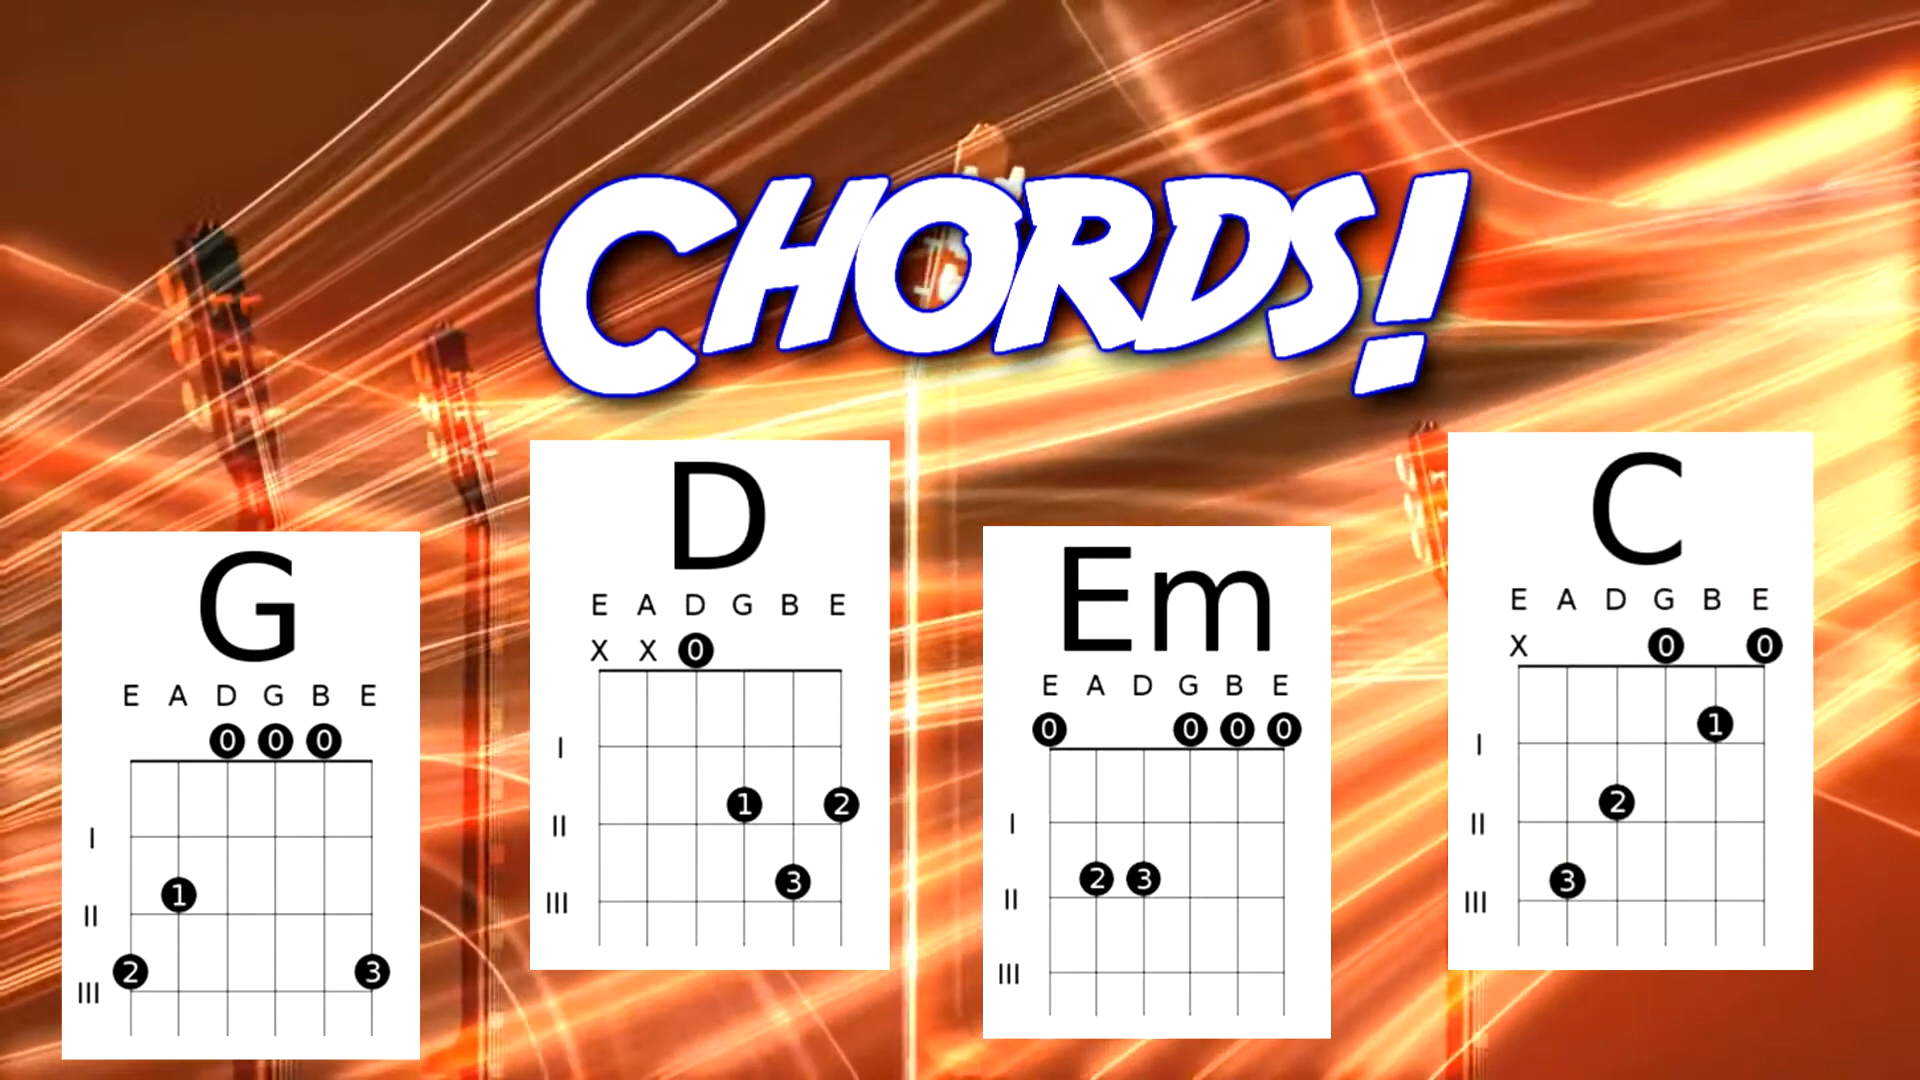 CHORDS!
G
E A D G B E
0 0 0
I
1
II
2 3
III
D
E A D G B E
X X 0
I
1 2
II
3
III
Em
E A D G B E
0 0 0 0
I
2 3
II
III
C
E A D G B E
X 0 0
1
I
2
II
3
III